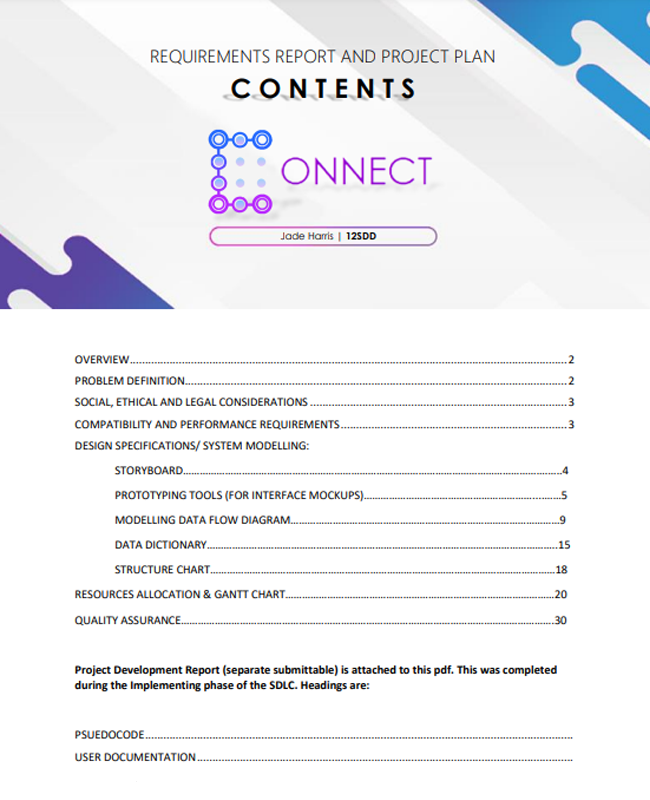 REQUIREMENTS REPORT AND PROJECT PLAN
CONTENTS
ONNECT
Jade Harris | 12SDD
OVERVIEW 2
PROBLEM DEFINITION 2
SOCIAL, ETHICAL AND LEGAL CONSIDERATIONS 3
COMPATIBILITY AND PERFORMANCE REQUIREMENTS 3
DESIGN SPECIFICATIONS/ SYSTEM MODELLING:
STORYBOARD 4
PROTOTYPING TOOLS (FOR INTERFACE MOCKUPS) 5
MODELLING DATA FLOW DIAGRAM 9
DATA DICTIONARY 15
STRUCTURE CHART 18
RESOURCES ALLOCATION & GANTT CHART 20
QUALITY ASSURANCE 30
Project Development Report (separate submittable) is attached to this pdf. This was completed
during the Implementing phase of the SDLC. Headings are:
PSUEDOCODE
USER DOCUMENTATION